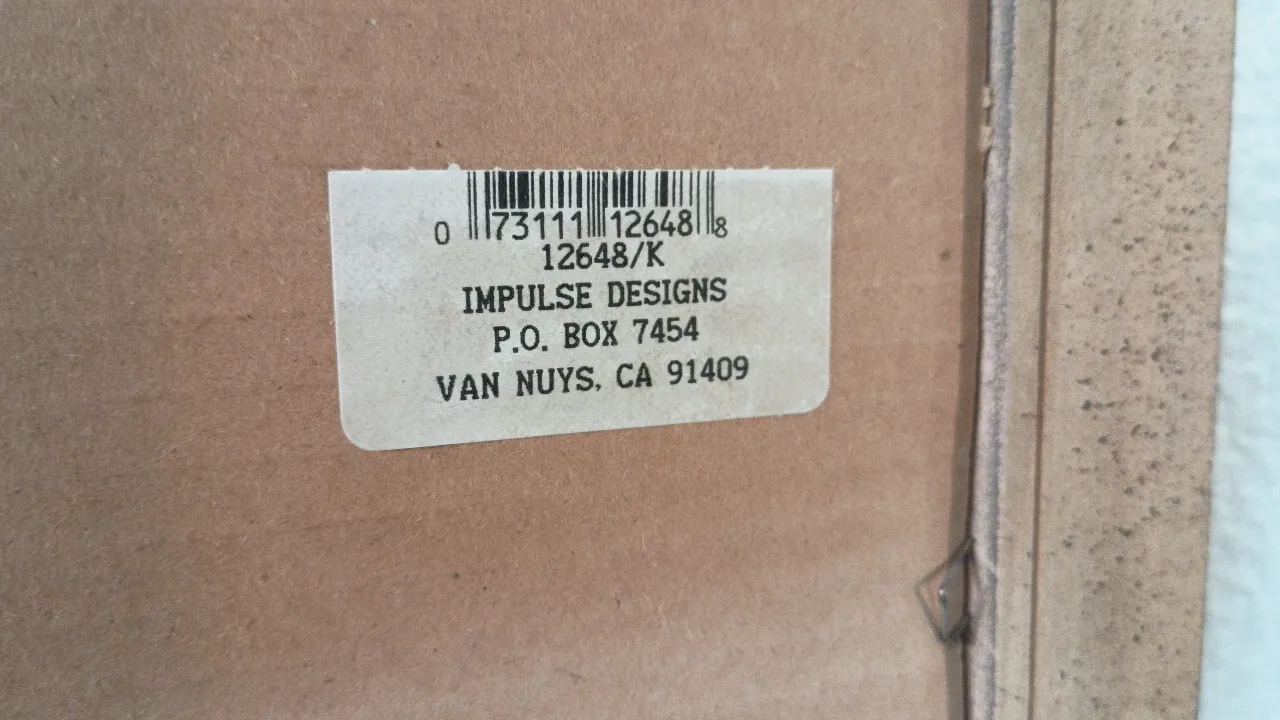 0 73111 12648 8
12648/K
IMPULSE DESIGNS
P.O. BOX 7454
VAN NUYS, CA 91409